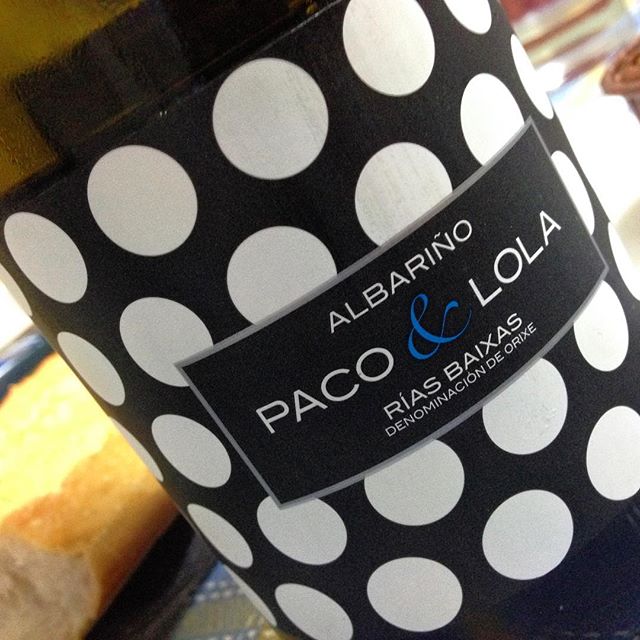 ALBARIÑO
PACO & LOLA
RÍAS BAIXAS
DENOMINACIÓN DE ORIXE